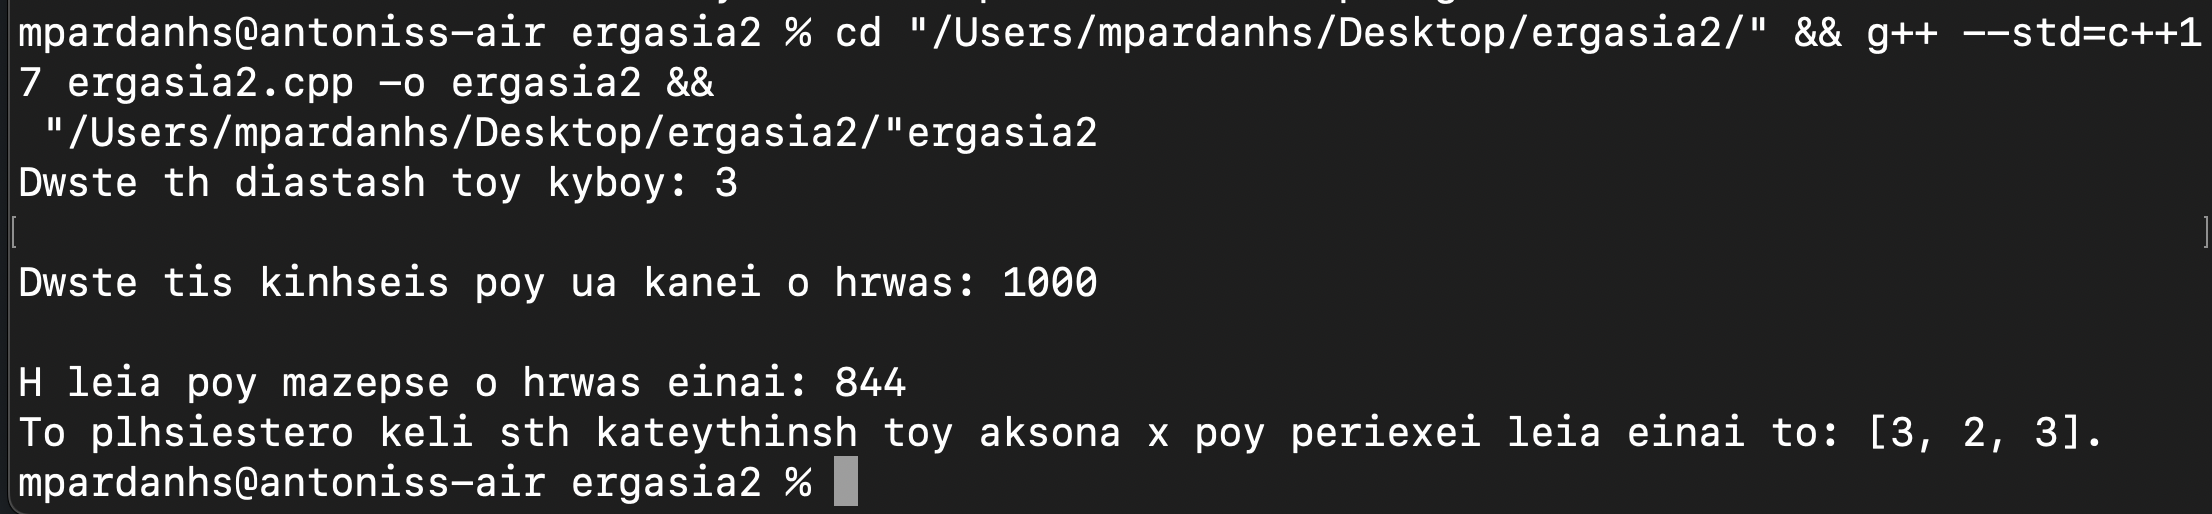 mpardanhs@antoniss-air ergasia2 % cd "/Users/mpardanhs/Desktop/ergasia2/" && g++ --std=c++1
7 ergasia2.cpp -o ergasia2 &&
"/Users/mpardanhs/Desktop/ergasia2/"ergasia2
Dwste th diastash toy kyboy: 3
[ ]
Dwste tis kinhseis poy ua kanei o hrwas: 1000
H leia poy mazepse o hrwas einai: 844
To plhsiestero keli sth kateythinsh toy aksona x poy periexei leia einai to: [3, 2, 3].
mpardanhs@antoniss-air ergasia2 %